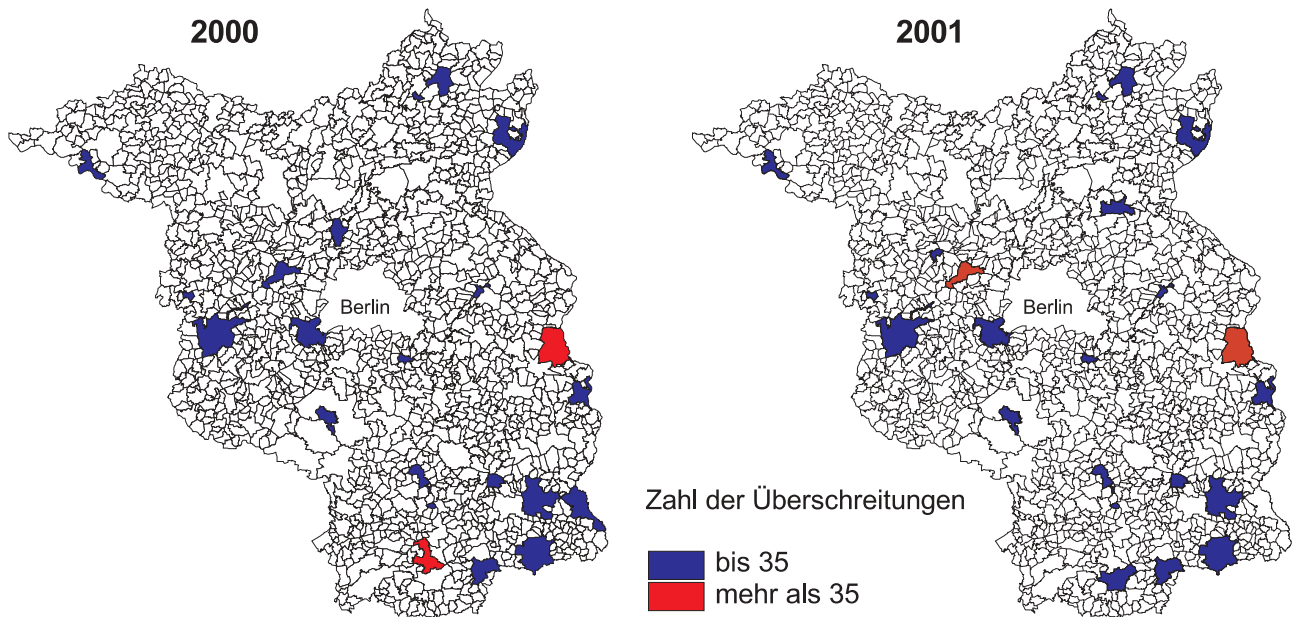 2000
2001
Berlin
Berlin
Zahl der Überschreitungen
bis 35
mehr als 35